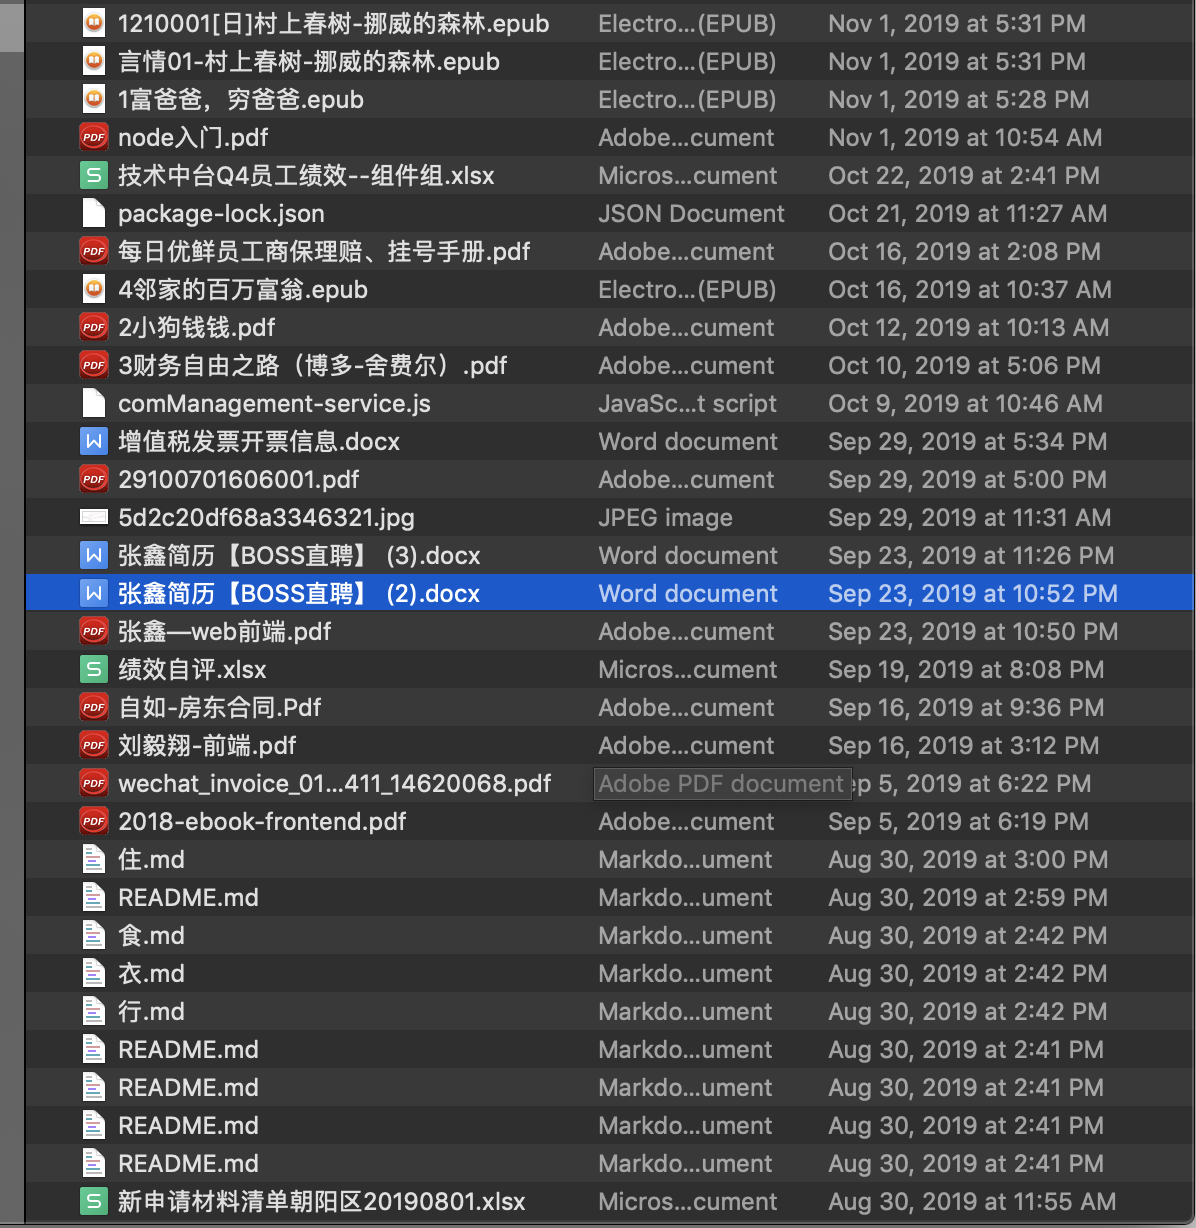 1210001[日]村上春树-挪威的森林.epub Electro...(EPUB) Nov 1, 2019 at 5:31 PM
言情01-村上春树-挪威的森林.epub Electro...(EPUB) Nov 1, 2019 at 5:31 PM
1富爸爸，穷爸爸.epub Electro...(EPUB) Nov 1, 2019 at 5:28 PM
node入门.pdf Adobe...cument Nov 1, 2019 at 10:54 AM
技术中台Q4员工绩效--组件组.xlsx Micros...cument Oct 22, 2019 at 2:41 PM
package-lock.json JSON Document Oct 21, 2019 at 11:27 AM
每日优鲜员工商保理赔、挂号手册.pdf Adobe...cument Oct 16, 2019 at 2:08 PM
4邻家的百万富翁.epub Electro...(EPUB) Oct 16, 2019 at 10:37 AM
2小狗钱钱.pdf Adobe...cument Oct 12, 2019 at 10:13 AM
3财务自由之路（博多-舍费尔）.pdf Adobe...cument Oct 10, 2019 at 5:06 PM
comManagement-service.js JavaSc...t script Oct 9, 2019 at 10:46 AM
增值税发票开票信息.docx Word document Sep 29, 2019 at 5:34 PM
29100701606001.pdf Adobe...cument Sep 29, 2019 at 5:00 PM
5d2c20df68a3346321.jpg JPEG image Sep 29, 2019 at 11:31 AM
张鑫简历【BOSS直聘】 (3).docx Word document Sep 23, 2019 at 11:26 PM
张鑫简历【BOSS直聘】 (2).docx Word document Sep 23, 2019 at 10:52 PM
张鑫—web前端.pdf Adobe...cument Sep 23, 2019 at 10:50 PM
绩效自评.xlsx Micros...cument Sep 19, 2019 at 8:08 PM
自如-房东合同.Pdf Adobe...cument Sep 16, 2019 at 9:36 PM
刘毅翔-前端.pdf Adobe...cument Sep 16, 2019 at 3:12 PM
wechat_invoice_01...411_14620068.pdf Adobe PDF document ep 5, 2019 at 6:22 PM
2018-ebook-frontend.pdf Adobe...cument Sep 5, 2019 at 6:19 PM
住.md Markdo...ument Aug 30, 2019 at 3:00 PM
README.md Markdo...ument Aug 30, 2019 at 2:59 PM
食.md Markdo...ument Aug 30, 2019 at 2:42 PM
衣.md Markdo...ument Aug 30, 2019 at 2:42 PM
行.md Markdo...ument Aug 30, 2019 at 2:42 PM
README.md Markdo...ument Aug 30, 2019 at 2:41 PM
README.md Markdo...ument Aug 30, 2019 at 2:41 PM
README.md Markdo...ument Aug 30, 2019 at 2:41 PM
README.md Markdo...ument Aug 30, 2019 at 2:41 PM
新申请材料清单朝阳区20190801.xlsx Micros...cument Aug 30, 2019 at 11:55 AM